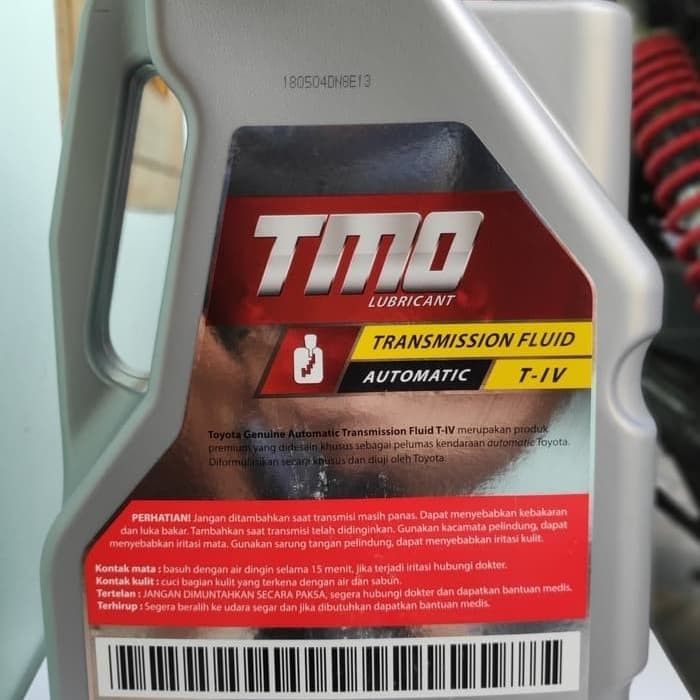 180504DN8E13
TMO
LUBRICANT
TRANSMISSION FLUID
AUTOMATIC T-IV
Toyota Genuine Automatic Transmission Fluid T-IV merupakan produk
premium yang didesain khusus sebagai pelumas kendaraan automatic Toyota.
Diformulasikan secara khusus dan diuji oleh Toyota.
PERHATIAN! Jangan ditambahkan saat transmisi masih panas. Dapat menyebabkan kebakaran
dan luka bakar. Tambahkan saat transmisi telah didinginkan. Gunakan kacamata pelindung, dapat
menyebabkan iritasi mata. Gunakan sarung tangan pelindung, dapat menyebabkan iritasi kulit.
Kontak mata : basuh dengan air dingin selama 15 menit, jika terjadi iritasi hubungi dokter.
Kontak kulit : cuci bagian kulit yang terkena dengan air dan sabun.
Tertelan : JANGAN DIMUNTAHKAN SECARA PAKSA, segera hubungi dokter dan dapatkan bantuan medis.
Terhirup : Segera beralih ke udara segar dan jika dibutuhkan dapatkan bantuan medis.